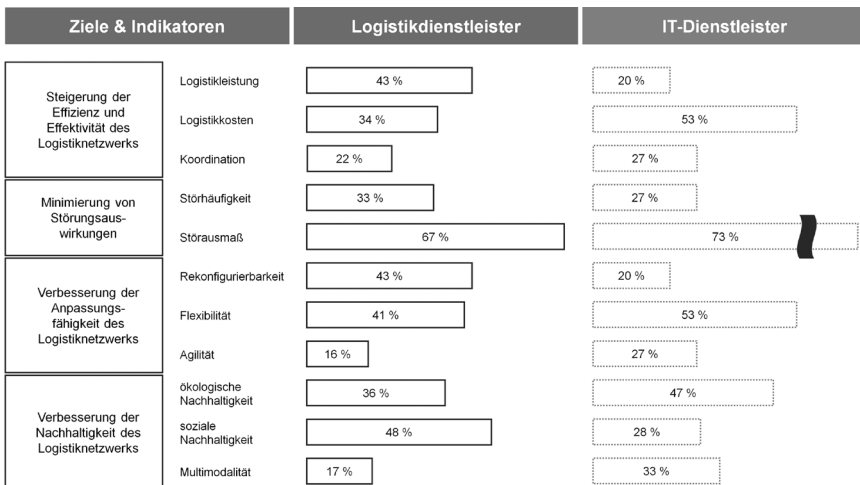 Ziele & Indikatoren
Logistikdienstleister
IT-Dienstleister
Steigerung der
Effizienz und
Effektivität des
Logistiknetzwerks
Logistikleistung
43 %
20 %
Logistikkosten
34 %
53 %
Koordination
22 %
27 %
Minimierung von
Störungsaus-
wirkungen
Störhäufigkeit
33 %
27 %
Störausmaß
67 %
73 %
Verbesserung der
Anpassungs-
fähigkeit des
Logistiknetzwerks
Rekonfigurierbarkeit
43 %
20 %
Flexibilität
41 %
53 %
Agilität
16 %
27 %
Verbesserung der
Nachhaltigkeit des
Logistiknetzwerks
ökologische
Nachhaltigkeit
36 %
47 %
soziale
Nachhaltigkeit
48 %
28 %
Multimodalität
17 %
33 %